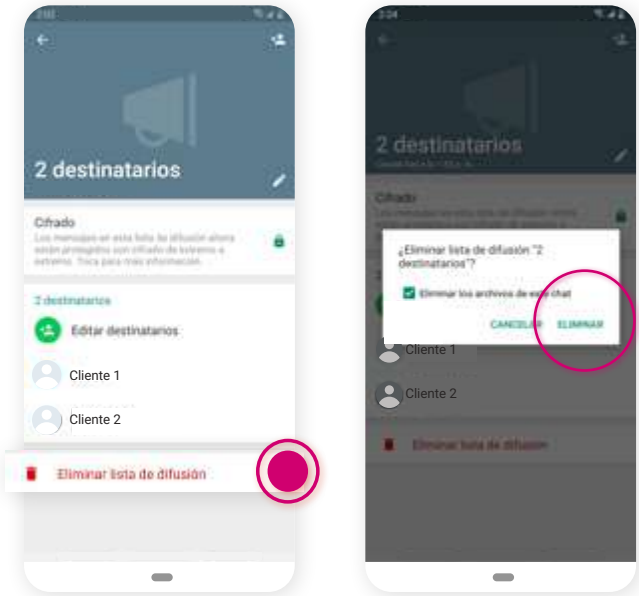 2 destinatarios
Cifrado
Los mensajes en esta lista de difusión ahora
están protegidos con cifrado de extremo a
extremo. Toca para más información.
2 destinatarios
Editar destinatarios
Cliente 1
Cliente 2
Eliminar lista de difusión
3:04
2 destinatarios
Cifrado
¿Eliminar lista de difusión "2
destinatarios"?
Eliminar los archivos de este chat
CANCELAR ELIMINAR
Cliente 1
Cliente 2
Eliminar lista de difusión